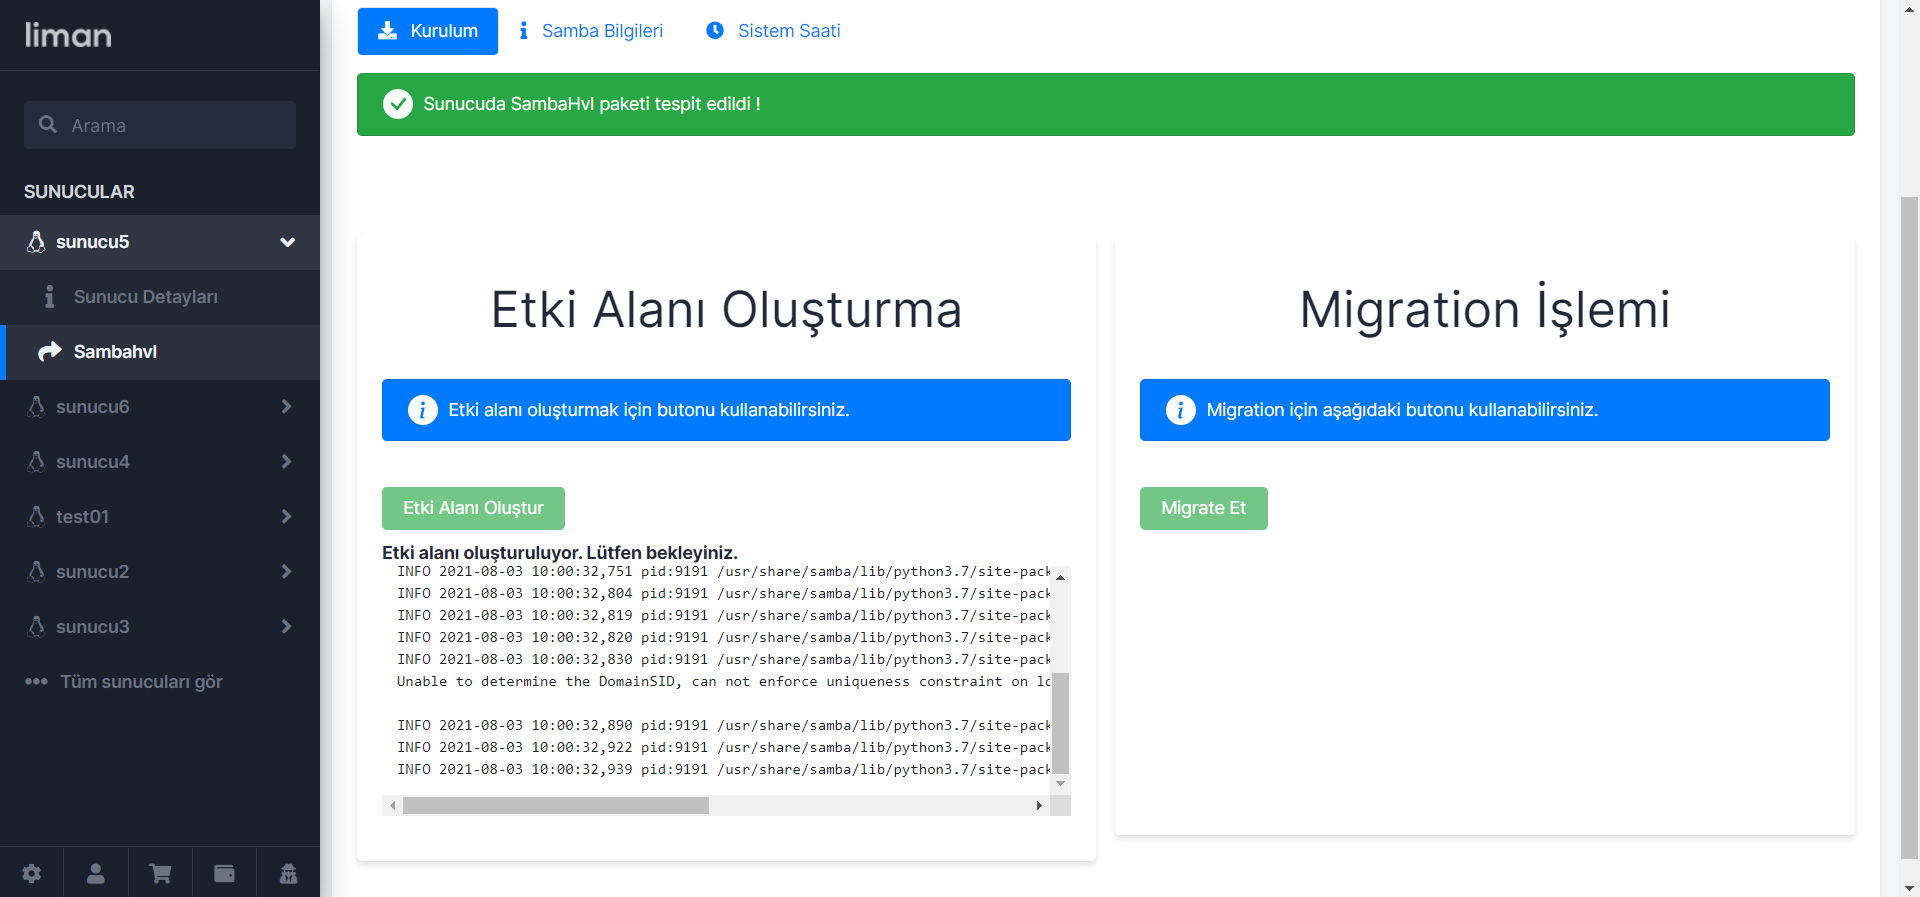 liman
Arama
SUNUCULAR
sunucu5
Sunucu Detayları
Sambahvl
sunucu6
sunucu4
test01
sunucu2
sunucu3
Tüm sunucuları gör
Kurulum
Samba Bilgileri
Sistem Saati
Sunucuda SambaHvl paketi tespit edildi !
Etki Alanı Oluşturma
Etki alanı oluşturmak için butonu kullanabilirsiniz.
Etki Alanı Oluştur
Etki alanı oluşturuluyor. Lütfen bekleyiniz.
INFO 2021-08-03 10:00:32,751 pid:9191 /usr/share/samba/lib/python3.7/site-pack
INFO 2021-08-03 10:00:32,804 pid:9191 /usr/share/samba/lib/python3.7/site-pack
INFO 2021-08-03 10:00:32,819 pid:9191 /usr/share/samba/lib/python3.7/site-pack
INFO 2021-08-03 10:00:32,820 pid:9191 /usr/share/samba/lib/python3.7/site-pack
INFO 2021-08-03 10:00:32,830 pid:9191 /usr/share/samba/lib/python3.7/site-pack
Unable to determine the DomainSID, can not enforce uniqueness constraint on lo
INFO 2021-08-03 10:00:32,890 pid:9191 /usr/share/samba/lib/python3.7/site-pack
INFO 2021-08-03 10:00:32,922 pid:9191 /usr/share/samba/lib/python3.7/site-pack
INFO 2021-08-03 10:00:32,939 pid:9191 /usr/share/samba/lib/python3.7/site-pack
Migration İşlemi
Migration için aşağıdaki butonu kullanabilirsiniz.
Migrate Et